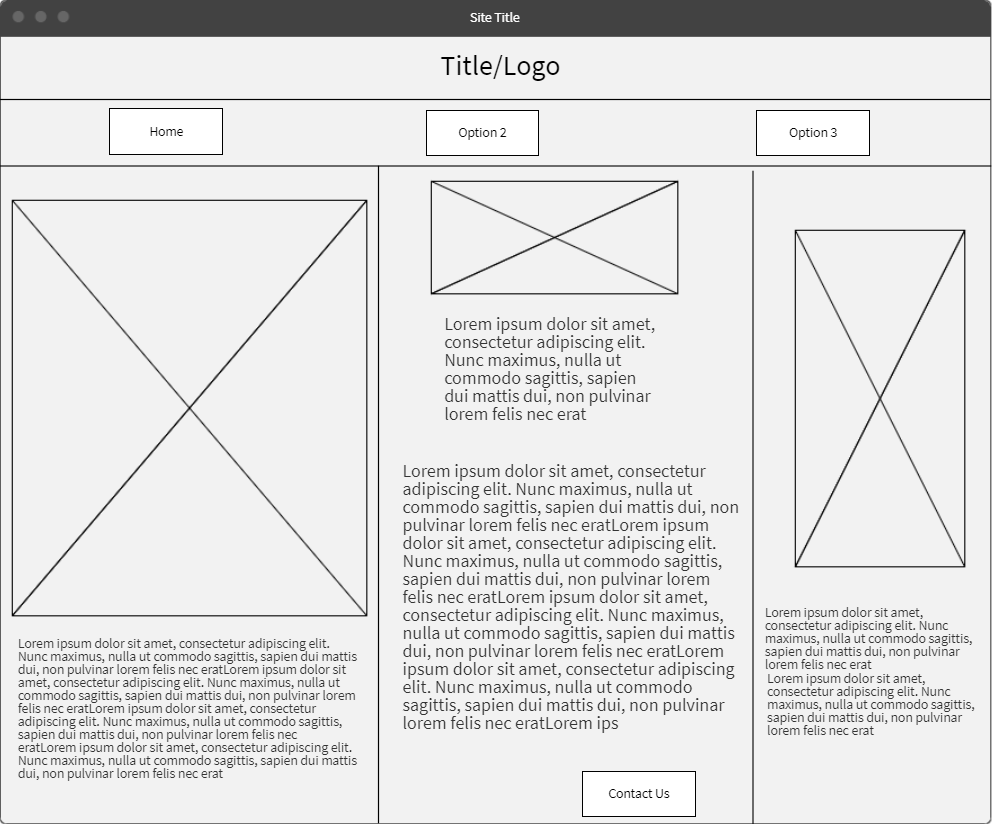 Site Title
Title/Logo
Home
Option 2
Option 3
Lorem ipsum dolor sit amet, consectetur adipiscing elit.
Nunc maximus, nulla ut commodo sagittis, sapien dui mattis
dui, non pulvinar lorem felis nec eratLorem ipsum dolor sit
amet, consectetur adipiscing elit. Nunc maximus, nulla ut
commodo sagittis, sapien dui mattis dui, non pulvinar lorem
felis nec eratLorem ipsum dolor sit amet, consectetur
adipiscing elit. Nunc maximus, nulla ut commodo sagittis,
sapien dui mattis dui, non pulvinar lorem felis nec
eratLorem ipsum dolor sit amet, consectetur adipiscing elit.
Nunc maximus, nulla ut commodo sagittis, sapien dui mattis
dui, non pulvinar lorem felis nec erat
Lorem ipsum dolor sit amet,
consectetur adipiscing elit.
Nunc maximus, nulla ut
commodo sagittis, sapien
dui mattis dui, non pulvinar
lorem felis nec erat
Lorem ipsum dolor sit amet, consectetur
adipiscing elit. Nunc maximus, nulla ut
commodo sagittis, sapien dui mattis dui, non
pulvinar lorem felis nec eratLorem ipsum
dolor sit amet, consectetur adipiscing elit.
Nunc maximus, nulla ut commodo sagittis,
sapien dui mattis dui, non pulvinar lorem
felis nec eratLorem ipsum dolor sit amet,
consectetur adipiscing elit. Nunc maximus,
nulla ut commodo sagittis, sapien dui mattis
dui, non pulvinar lorem felis nec eratLorem
ipsum dolor sit amet, consectetur adipiscing
elit. Nunc maximus, nulla ut commodo
sagittis, sapien dui mattis dui, non pulvinar
lorem felis nec eratLorem ips
Contact Us
Lorem ipsum dolor sit amet,
consectetur adipiscing elit. Nunc
maximus, nulla ut commodo sagittis,
sapien dui mattis dui, non pulvinar
lorem felis nec erat
Lorem ipsum dolor sit amet,
consectetur adipiscing elit. Nunc
maximus, nulla ut commodo sagittis,
sapien dui mattis dui, non pulvinar
lorem felis nec erat